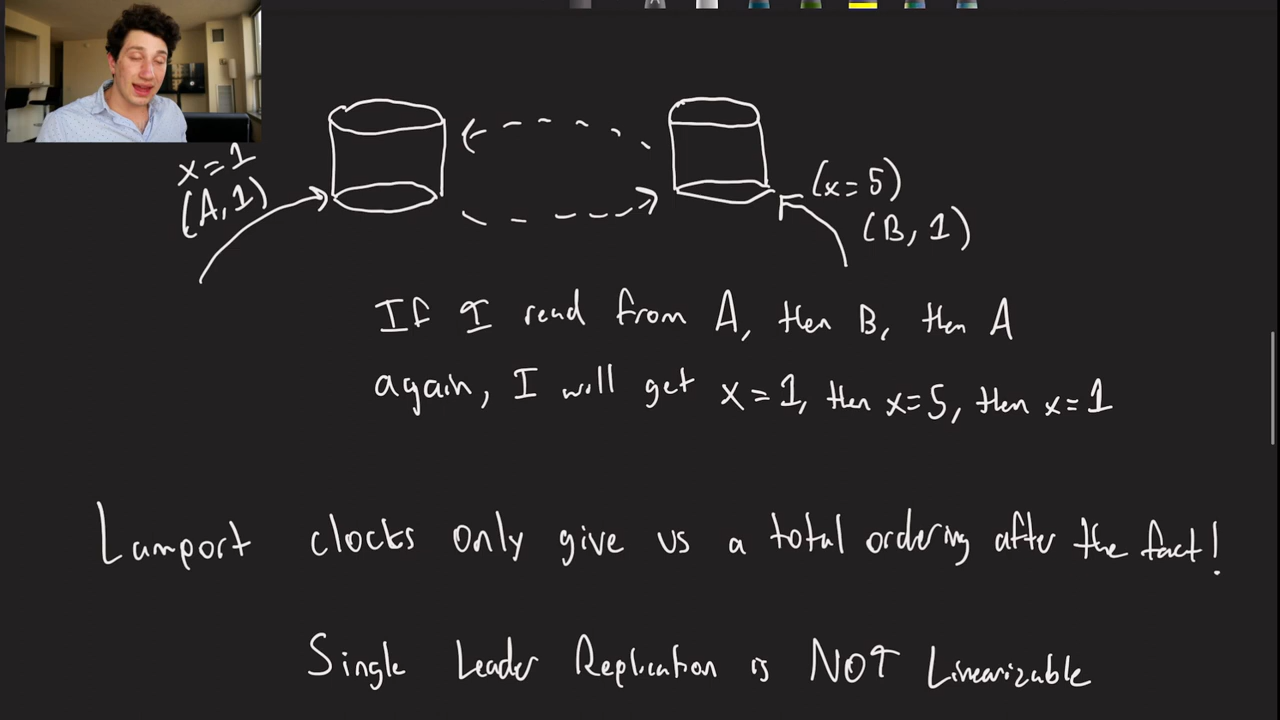 x=1
(A,1)
(x=5)
(B,1)
If I read from A, then B, then A
again, I will get x=1, then x=5, then x=1
Lamport clocks only give us a total ordering after the fact!
Single Leader Replication is NOT Linearizable